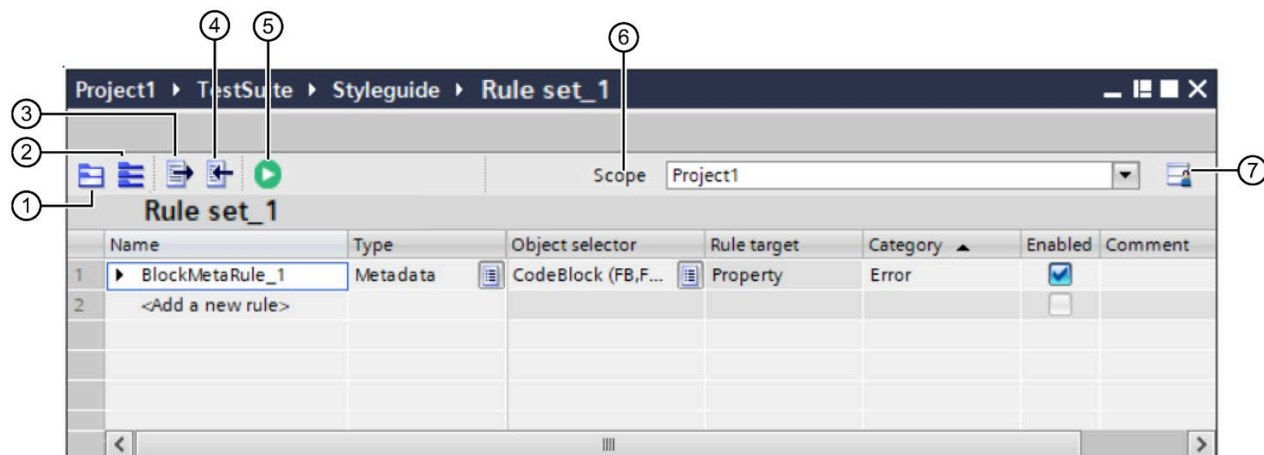 ④ ⑤ ⑥
Project1 ▸ TestSuite ▸ Styleguide ▸ Rule set_1
③
②
Scope Project1
⑦
①
Rule set_1
Name Type Object selector Rule target Category Enabled Comment
1 BlockMetaRule_1 Metadata CodeBlock (FB,F... Property Error
2 <Add a new rule>